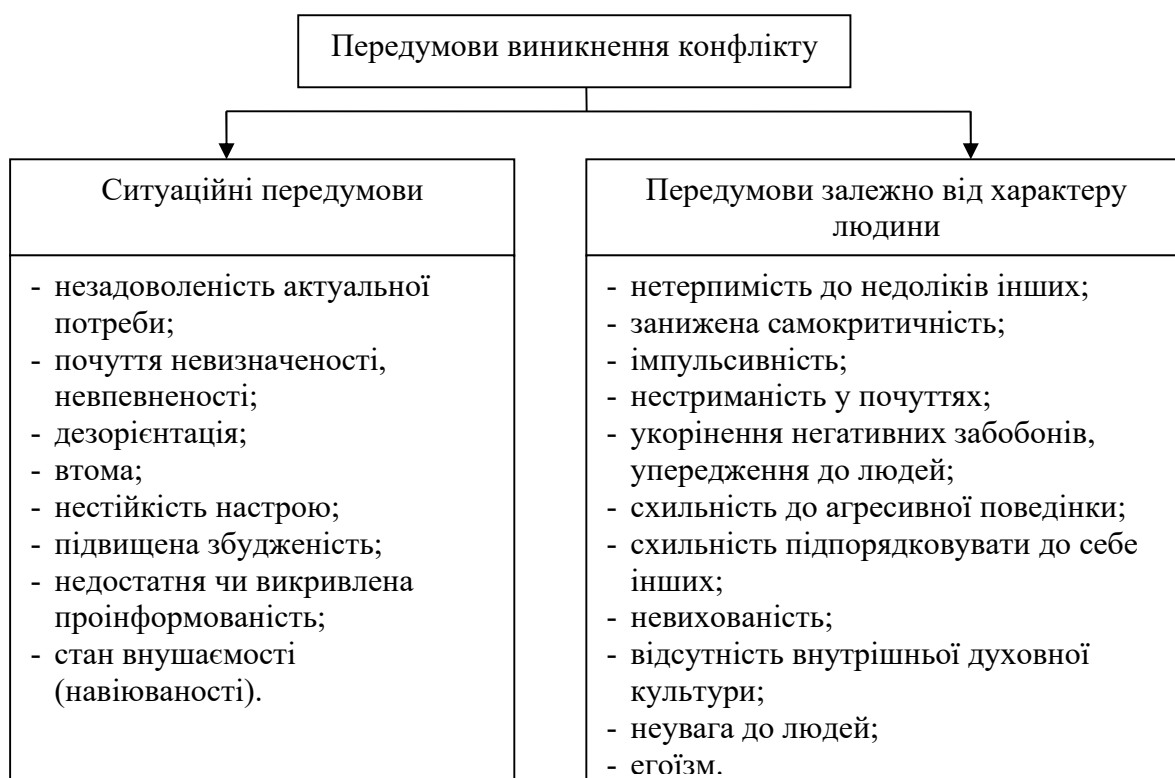 Передумови виникнення конфлікту
Ситуаційні передумови
- незадоволеність актуальної
потреби;
- почуття невизначеності,
невпевненості;
- дезорієнтація;
- втома;
- нестійкість настрою;
- підвищена збудженість;
- недостатня чи викривлена
проінформованість;
- стан внушаємості
(навіюваності).
Передумови залежно від характеру
людини
- нетерпимість до недоліків інших;
- занижена самокритичність;
- імпульсивність;
- нестриманість у почуттях;
- укорінення негативних забобонів,
упередження до людей;
- схильність до агресивної поведінки;
- схильність підпорядковувати до себе
інших;
- невихованість;
- відсутність внутрішньої духовної
культури;
- неувага до людей;
- егоїзм.